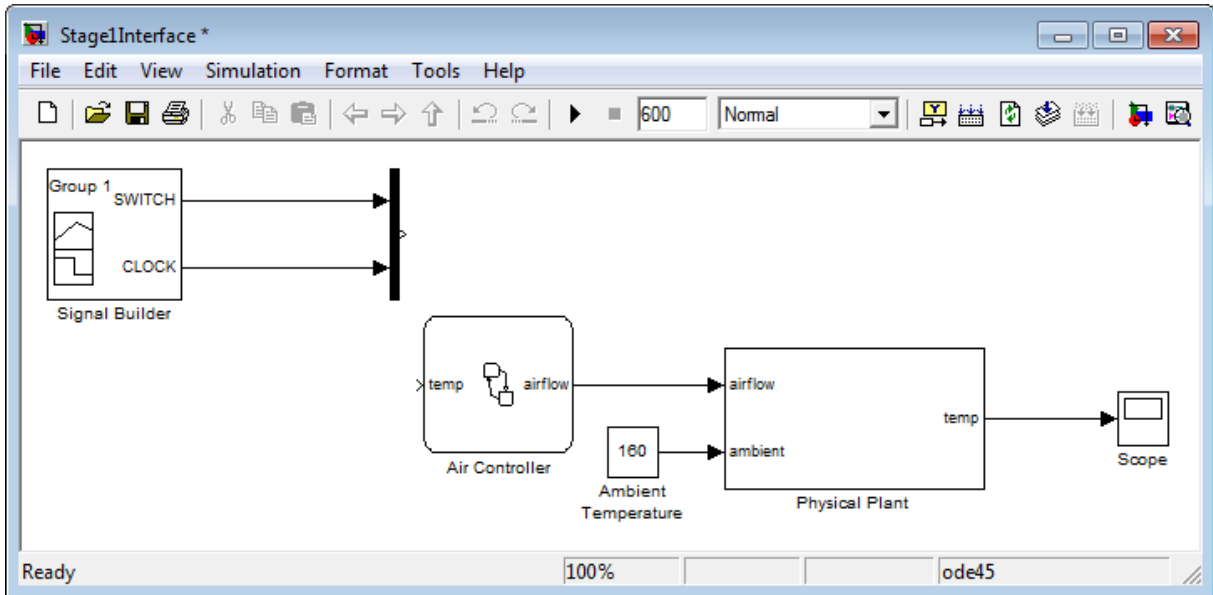 Stage1Interface *
File Edit View Simulation Format Tools Help
600 Normal
Group 1
SWITCH
CLOCK
Signal Builder
temp airflow
Air Controller
160
Ambient
Temperature
airflow
temp
ambient
Physical Plant
Scope
Ready 100% ode45